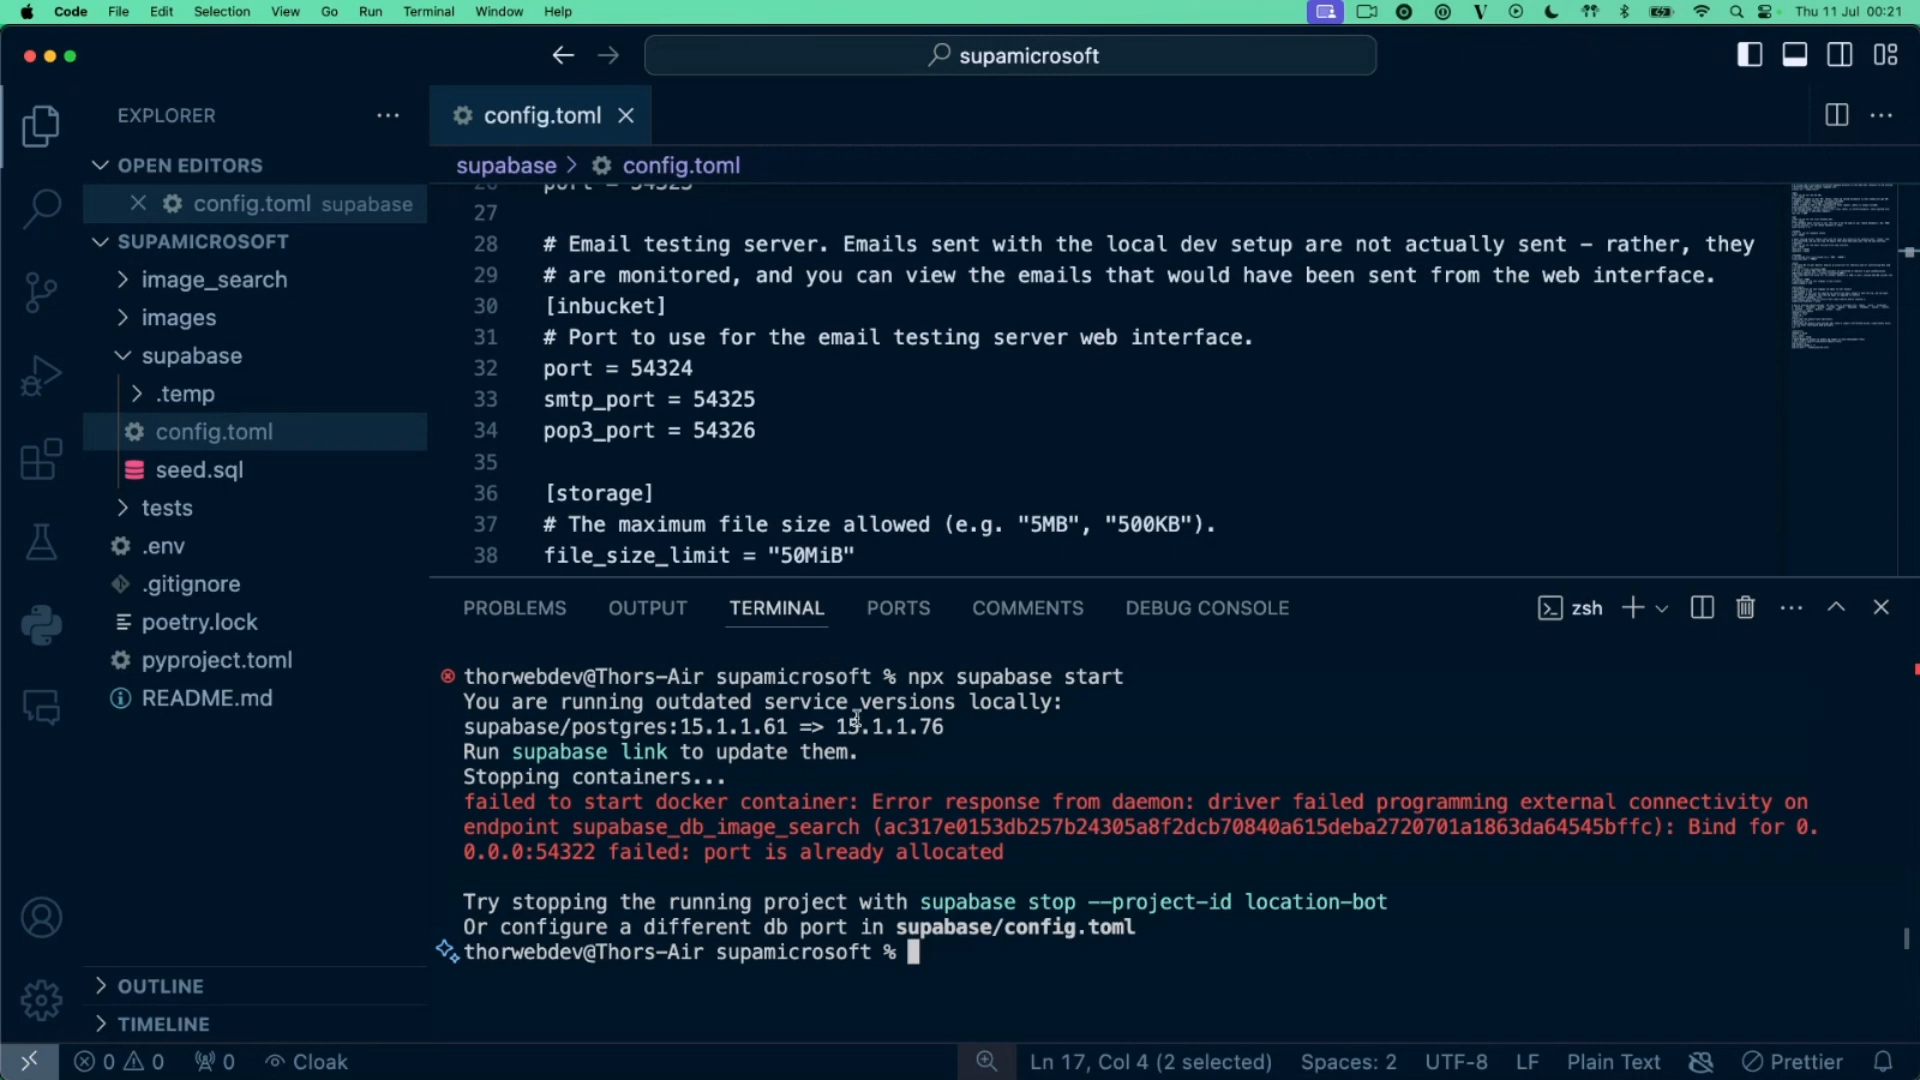 Code File Edit Selection View Go Run Terminal Window Help Thu 11 Jul 00:21
supamicrosoft
EXPLORER
config.toml
OPEN EDITORS
supabase > config.toml
config.toml supabase
SUPAMICROSOFT
image_search
images
supabase
.temp
config.toml
seed.sql
tests
.env
.gitignore
poetry.lock
pyproject.toml
README.md
OUTLINE
TIMELINE
26 port = 54323
27
28 # Email testing server. Emails sent with the local dev setup are not actually sent – rather, they
29 # are monitored, and you can view the emails that would have been sent from the web interface.
30 [inbucket]
31 # Port to use for the email testing server web interface.
32 port = 54324
33 smtp_port = 54325
34 pop3_port = 54326
35
36 [storage]
37 # The maximum file size allowed (e.g. "5MB", "500KB").
38 file_size_limit = "50MiB"
PROBLEMS OUTPUT TERMINAL PORTS COMMENTS DEBUG CONSOLE zsh
thorwebdev@Thors-Air supamicrosoft % npx supabase start
You are running outdated service versions locally:
supabase/postgres:15.1.1.61 => 15.1.1.76
Run supabase link to update them.
Stopping containers...
failed to start docker container: Error response from daemon: driver failed programming external connectivity on
endpoint supabase_db_image_search (ac317e0153db257b24305a8f2dcb70840a615deba2720701a1863da64545bffc): Bind for 0.
0.0.0:54322 failed: port is already allocated
Try stopping the running project with supabase stop --project-id location-bot
Or configure a different db port in supabase/config.toml
thorwebdev@Thors-Air supamicrosoft %
0 0 0 Cloak Ln 17, Col 4 (2 selected) Spaces: 2 UTF-8 LF Plain Text Prettier